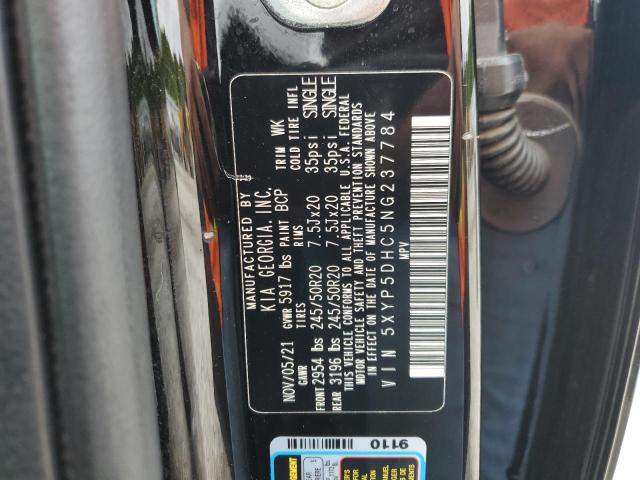 MANUFACTURED BY
KIA GEORGIA, INC.
NOV/05/21 GVWR 5917 lbs PAINT BCP TRIM WK
GAWR TIRES RIMS COLD TIRE INFL
FRONT 2954 lbs 245/50R20 7.5Jx20 35psi SINGLE
REAR 3196 lbs 245/50R20 7.5Jx20 35psi SINGLE
THIS VEHICLE CONFORMS TO ALL APPLICABLE U.S.A. FEDERAL
MOTOR VEHICLE SAFETY AND THEFT PREVENTION STANDARDS
IN EFFECT ON THE DATE OF MANUFACTURE SHOWN ABOVE
VIN 5XYP5DHC5NG237784
MPV
9110